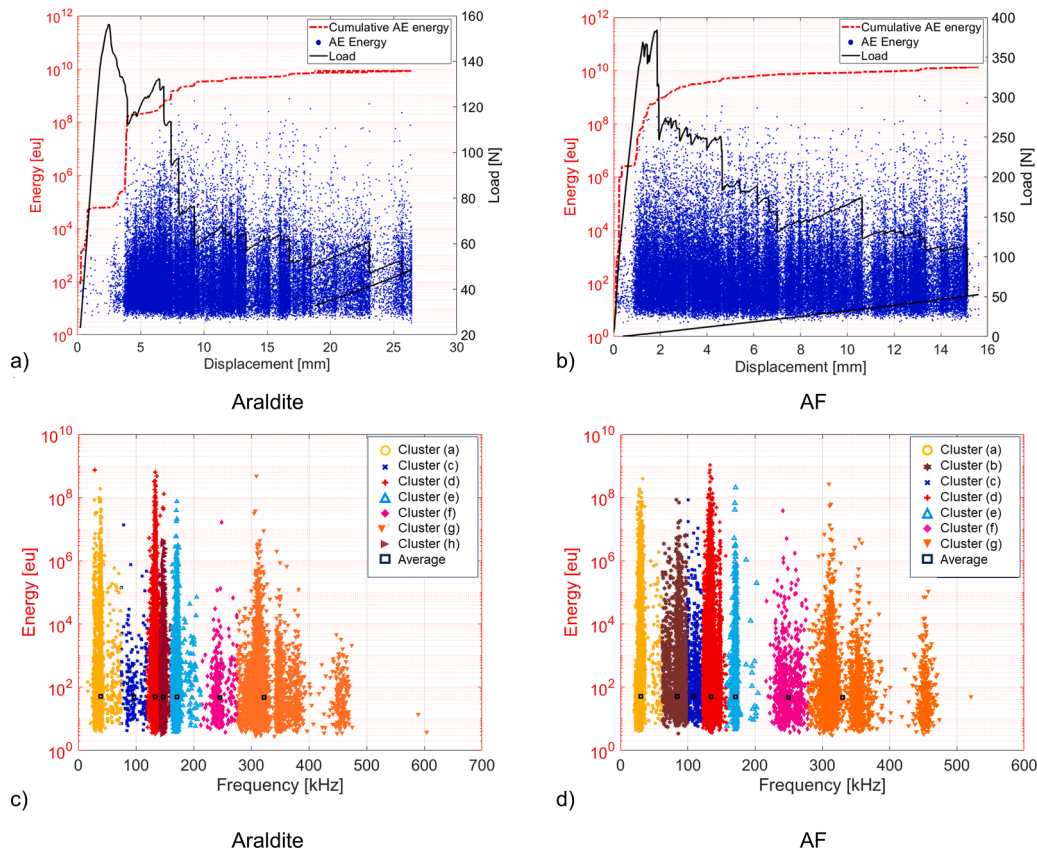 10^12
10^10
10^8
10^6
10^4
10^2
10^0
Energy [eu]
160
140
120
100
80
60
40
20
Load [N]
Cumulative AE energy
AE Energy
Load
0 5 10 15 20 25 30
Displacement [mm]
a)
Araldite
10^12
10^10
10^8
10^6
10^4
10^2
10^0
Energy [eu]
400
350
300
250
200
150
100
50
0
Load [N]
Cumulative AE energy
AE Energy
Load
0 2 4 6 8 10 12 14 16
Displacement [mm]
b)
AF
10^10
10^8
10^6
10^4
10^2
10^0
Energy [eu]
Cluster (a)
Cluster (c)
Cluster (d)
Cluster (e)
Cluster (f)
Cluster (g)
Cluster (h)
Average
0 100 200 300 400 500 600 700
Frequency [kHz]
c)
Araldite
10^10
10^8
10^6
10^4
10^2
10^0
Energy [eu]
Cluster (a)
Cluster (b)
Cluster (c)
Cluster (d)
Cluster (e)
Cluster (f)
Cluster (g)
Average
0 100 200 300 400 500 600
Frequency [kHz]
d)
AF